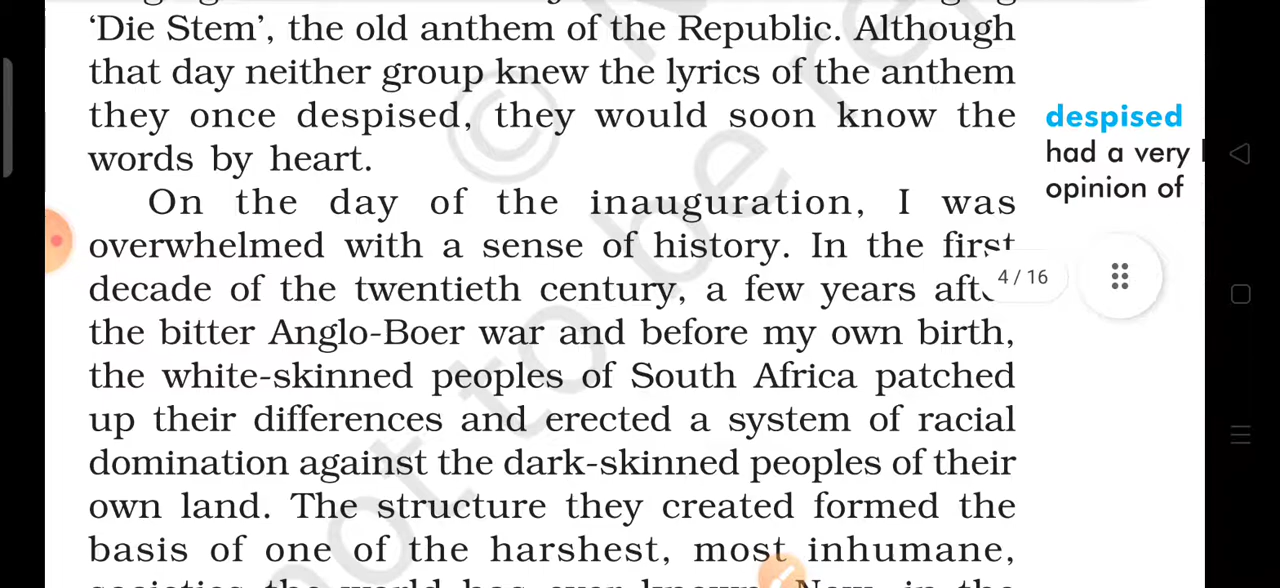 'Die Stem', the old anthem of the Republic. Although
that day neither group knew the lyrics of the anthem
they once despised, they would soon know the
words by heart.
despised
had a very
opinion of
On the day of the inauguration, I was
overwhelmed with a sense of history. In the first
decade of the twentieth century, a few years afte
4 / 16
the bitter Anglo-Boer war and before my own birth,
the white-skinned peoples of South Africa patched
up their differences and erected a system of racial
domination against the dark-skinned peoples of their
own land. The structure they created formed the
basis of one of the harshest, most inhumane,
not to be re
©